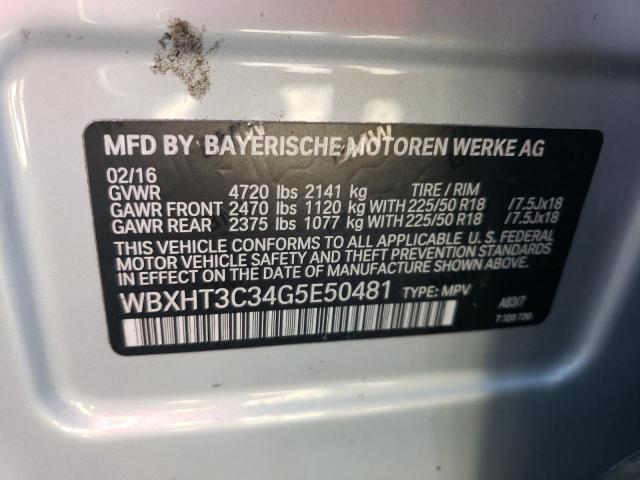 MFD BY BAYERISCHE MOTOREN WERKE AG
02/16
GVWR 4720 lbs 2141 kg TIRE / RIM
GAWR FRONT 2470 lbs 1120 kg WITH 225/50 R18 /7.5Jx18
GAWR REAR 2375 lbs 1077 kg WITH 225/50 R18 /7.5Jx18
THIS VEHICLE CONFORMS TO ALL APPLICABLE U. S. FEDERAL
MOTOR VEHICLE SAFETY, BUMPER AND THEFT PREVENTION
STANDARDS IN EFFECT ON THE DATE OF MANUFACTURE SHOWN ABOVE.
WBXHT3C34G5E50481 TYPE: MPV
A83/7